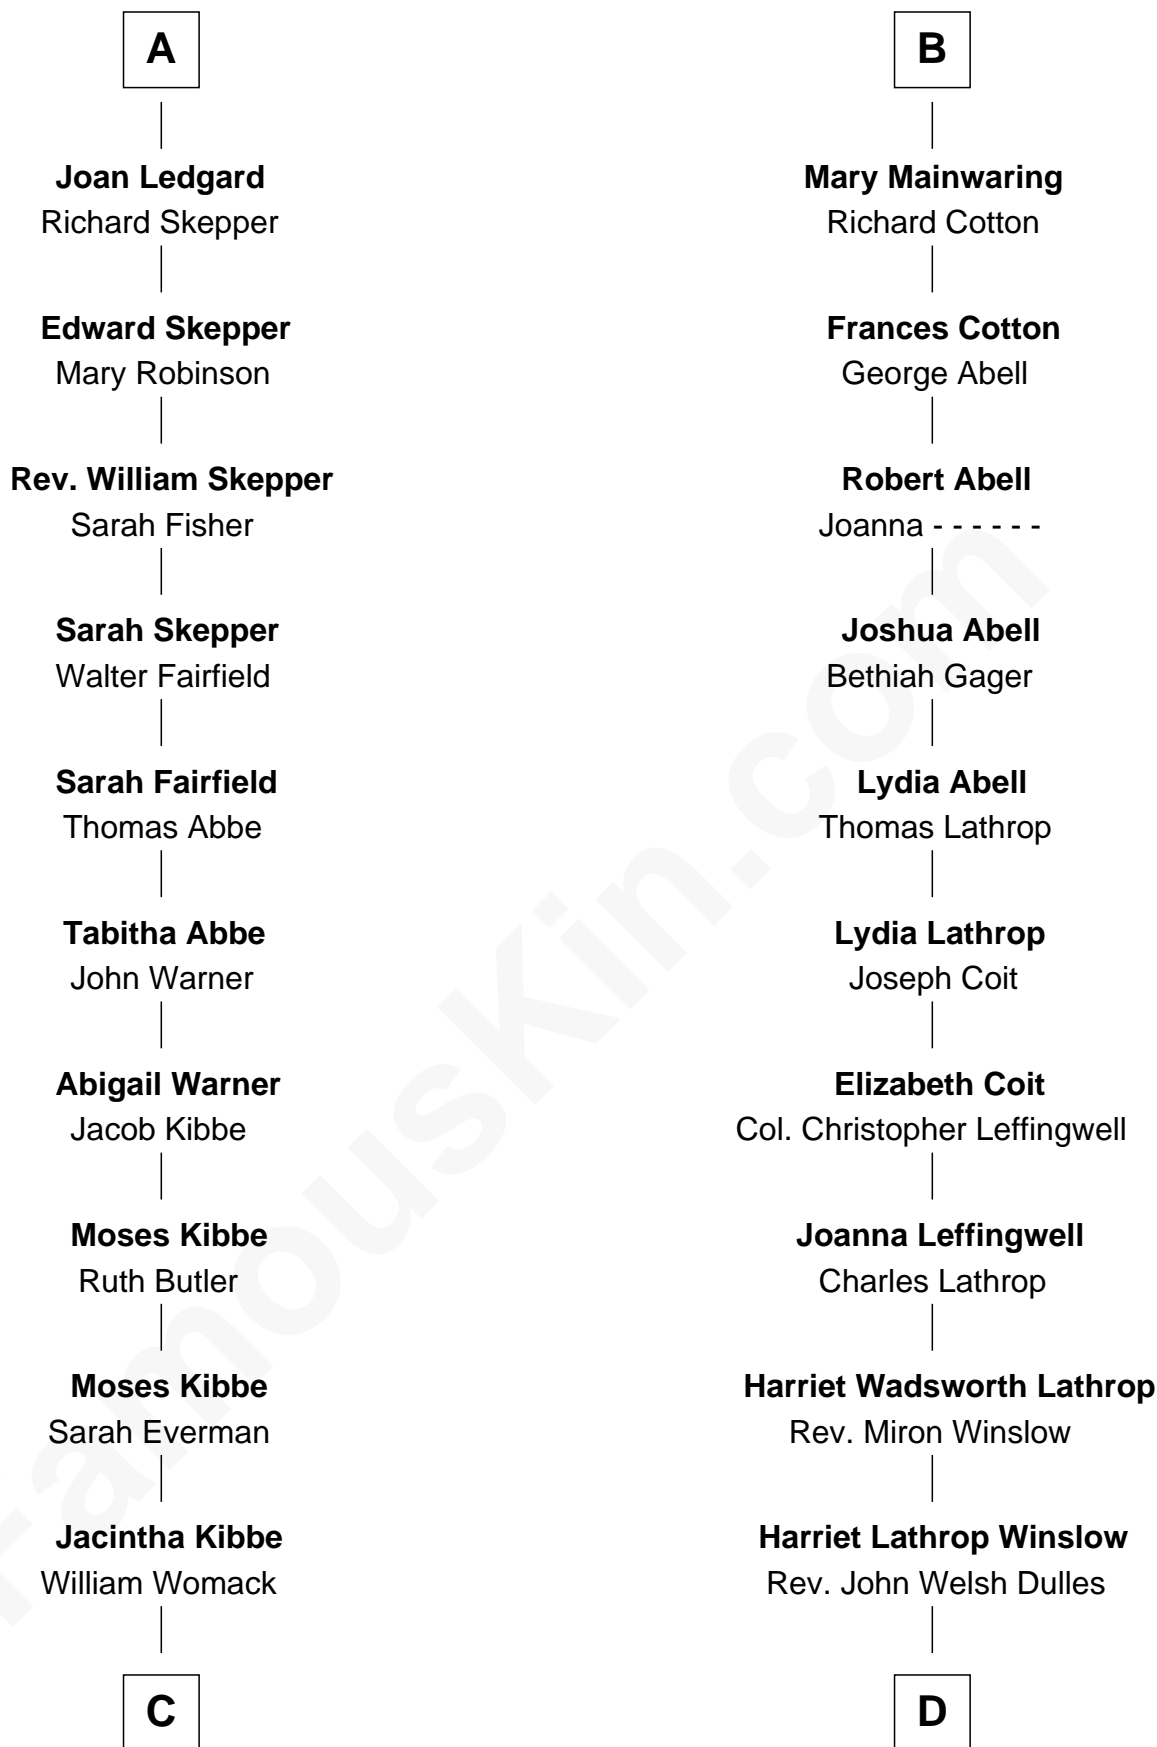 A
Joan Ledgard
Richard Skepper
Edward Skepper
Mary Robinson
Rev. William Skepper
Sarah Fisher
Sarah Skepper
Walter Fairfield
Sarah Fairfield
Thomas Abbe
Tabitha Abbe
John Warner
Abigail Warner
Jacob Kibbe
Moses Kibbe
Ruth Butler
Moses Kibbe
Sarah Everman
Jacintha Kibbe
William Womack
C
B
Mary Mainwaring
Richard Cotton
Frances Cotton
George Abell
Robert Abell
Joanna - - - - - -
Joshua Abell
Bethiah Gager
Lydia Abell
Thomas Lathrop
Lydia Lathrop
Joseph Coit
Elizabeth Coit
Col. Christopher Leffingwell
Joanna Leffingwell
Charles Lathrop
Harriet Wadsworth Lathrop
Rev. Miron Winslow
Harriet Lathrop Winslow
Rev. John Welsh Dulles
D
FamousKin.com